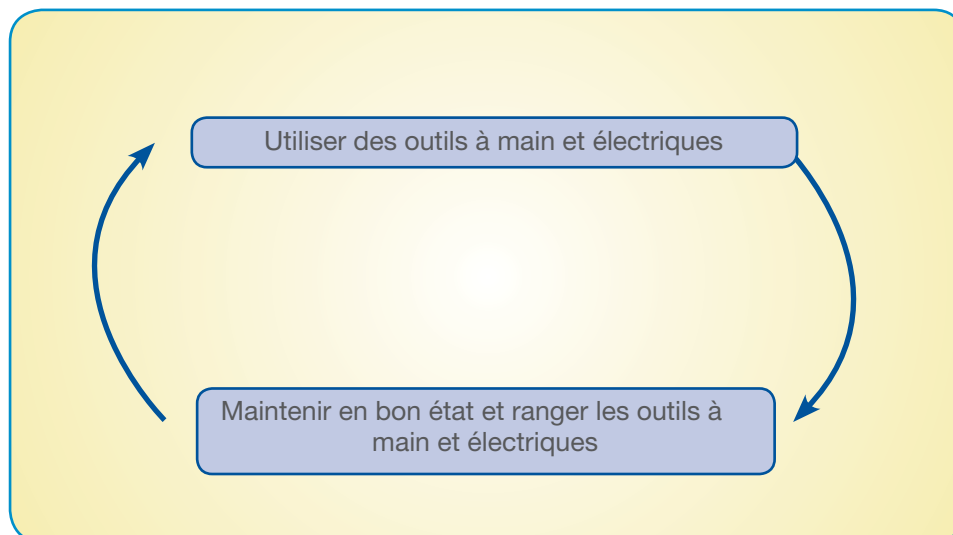 Utiliser des outils à main et électriques
Maintenir en bon état et ranger les outils à
main et électriques